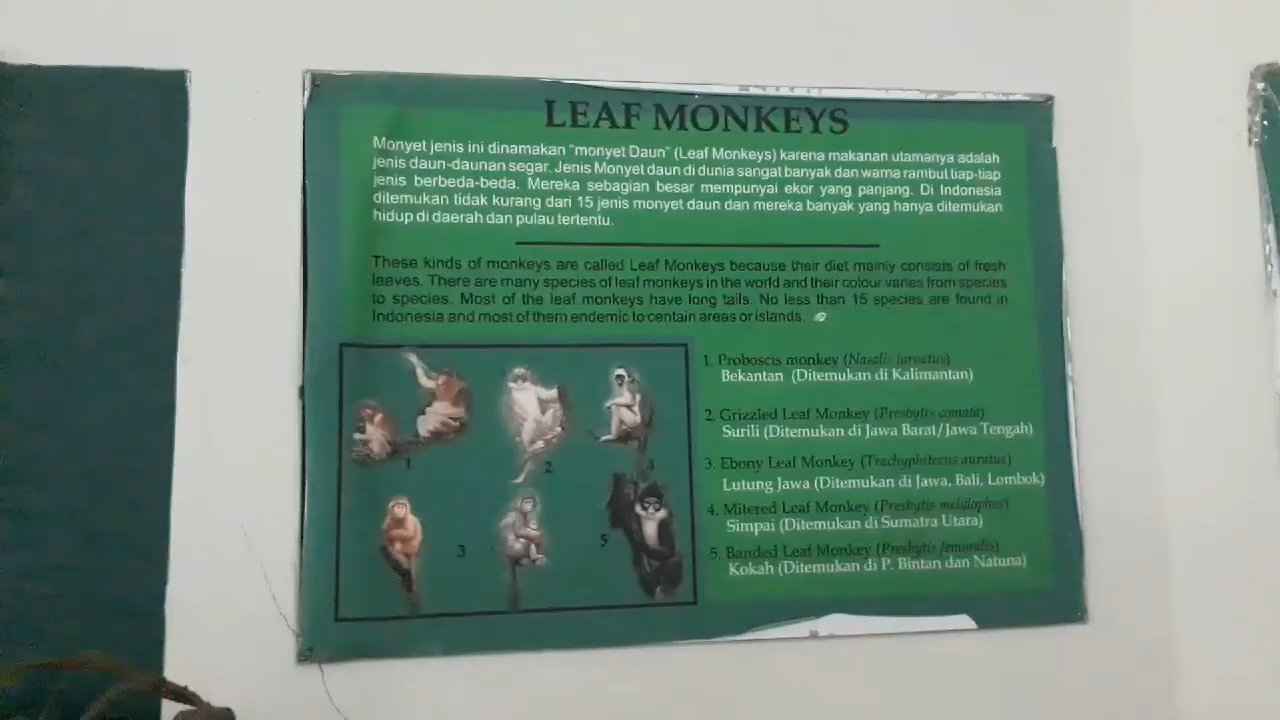 LEAF MONKEYS
Monyet jenis ini dinamakan "monyet Daun" (Leaf Monkeys) karena makanan utamanya adalah
jenis daun-daunan segar. Jenis Monyet daun di dunia sangat banyak dan warna rambut tiap-tiap
jenis berbeda-beda. Mereka sebagian besar mempunyai ekor yang panjang. Di Indonesia
ditemukan tidak kurang dari 15 jenis monyet daun dan mereka banyak yang hanya ditemukan
hidup di daerah dan pulau tertentu.
These kinds of monkeys are called Leaf Monkeys because their diet mainly consists of fresh
leaves. There are many species of leaf monkeys in the world and their colour varies from species
to species. Most of the leaf monkeys have long tails. No less than 15 species are found in
Indonesia and most of them endemic to centain areas or islands.
1
2
4
3
5
1. Proboscis monkey (Nasalis larvatus)
Bekantan (Ditemukan di Kalimantan)
2. Grizzled Leaf Monkey (Presbytis comata)
Surili (Ditemukan di Jawa Barat/Jawa Tengah)
3. Ebony Leaf Monkey (Trachyphitecus auratus)
Lutung Jawa (Ditemukan di Jawa, Bali, Lombok)
4. Mitered Leaf Monkey (Presbytis melalophos)
Simpai (Ditemukan di Sumatra Utara)
5. Banded Leaf Monkey (Presbytis femoralis)
Kokah (Ditemukan di P. Bintan dan Natuna)